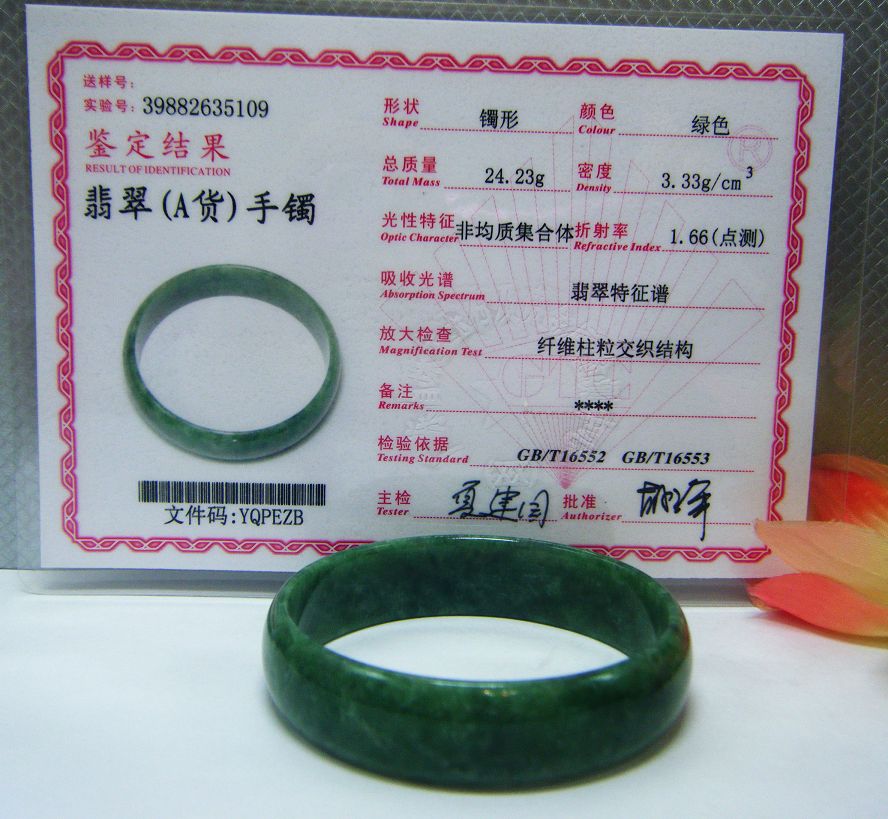 送样号:
实验号: 39882635109
鉴定结果
RESULT OF IDENTIFICATION
翡翠(A货)手镯
文件码:YQPEZB
形状 镯形 颜色 绿色
Shape Colour
总质量 24.23g 密度 3.33g/cm³
Total Mass Density
光性特征 非均质集合体 折射率 1.66(点测)
Optic Character Refractive Index
吸收光谱 翡翠特征谱
Absorption Spectrum
放大检查 纤维柱粒交织结构
Magnification Test
备注 ****
Remarks
检验依据 GB/T16552 GB/T16553
Testing Standard
主检 夏建国 批准
Tester Authorizer
R